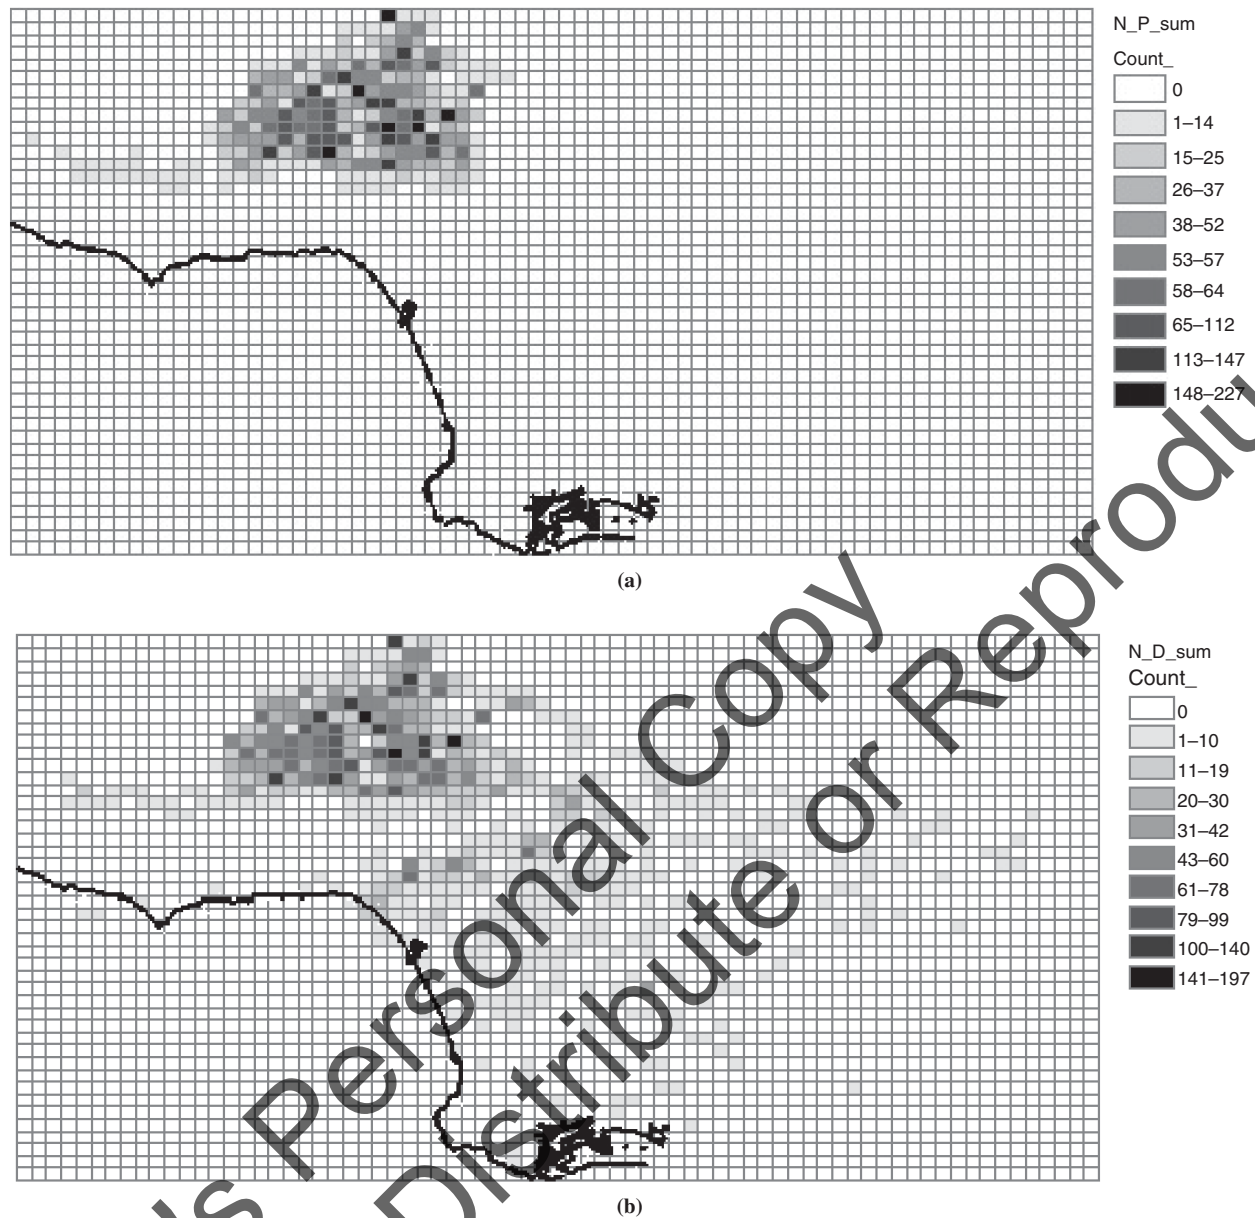 N_P_sum
Count_
0
1–14
15–25
26–37
38–52
53–57
58–64
65–112
113–147
148–227
(a)
N_D_sum
Count_
0
1–10
11–19
20–30
31–42
43–60
61–78
79–99
100–140
141–197
(b)
's Personal Copy
Distribute or Reprodu